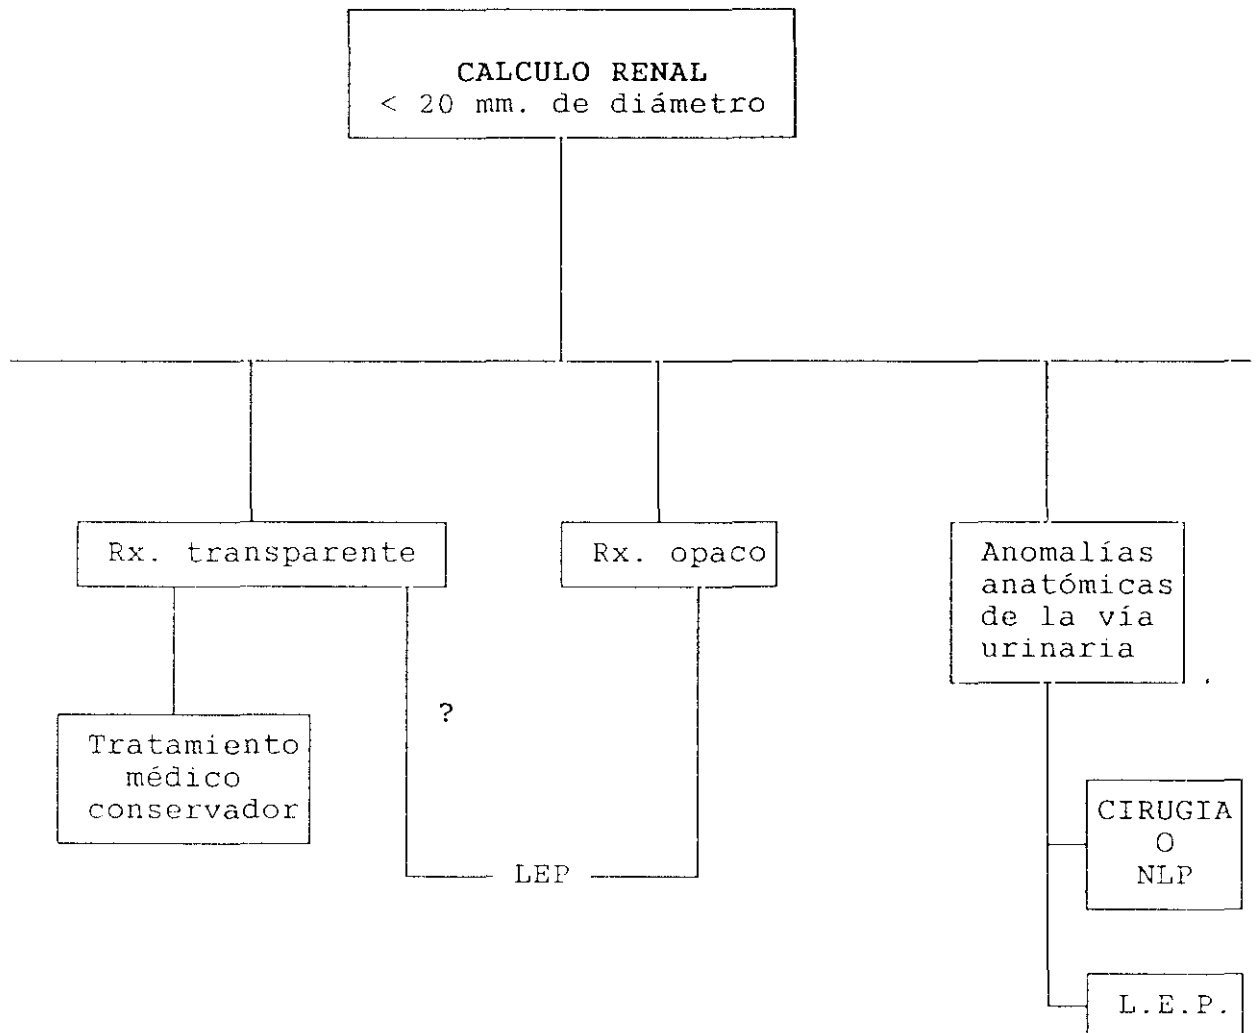 CALCULO RENAL
< 20 mm. de diámetro
Rx. transparente
Rx. opaco
Anomalías
anatómicas
de la vía
urinaria
?
Tratamiento
médico
conservador
LEP
CIRUGIA
O
NLP
L.E.P.